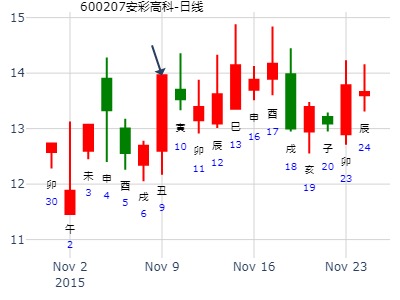 600207安彩高科-日线
15
14
13
12
11
卯
30
午
2
未
3
申
4
酉
5
戌
6
丑
9
寅
10
卯
11
辰
12
巳
13
申
16
酉
17
戌
18
亥
19
子
20
卯
23
辰
24
Nov 2
2015
Nov 9
Nov 16
Nov 23